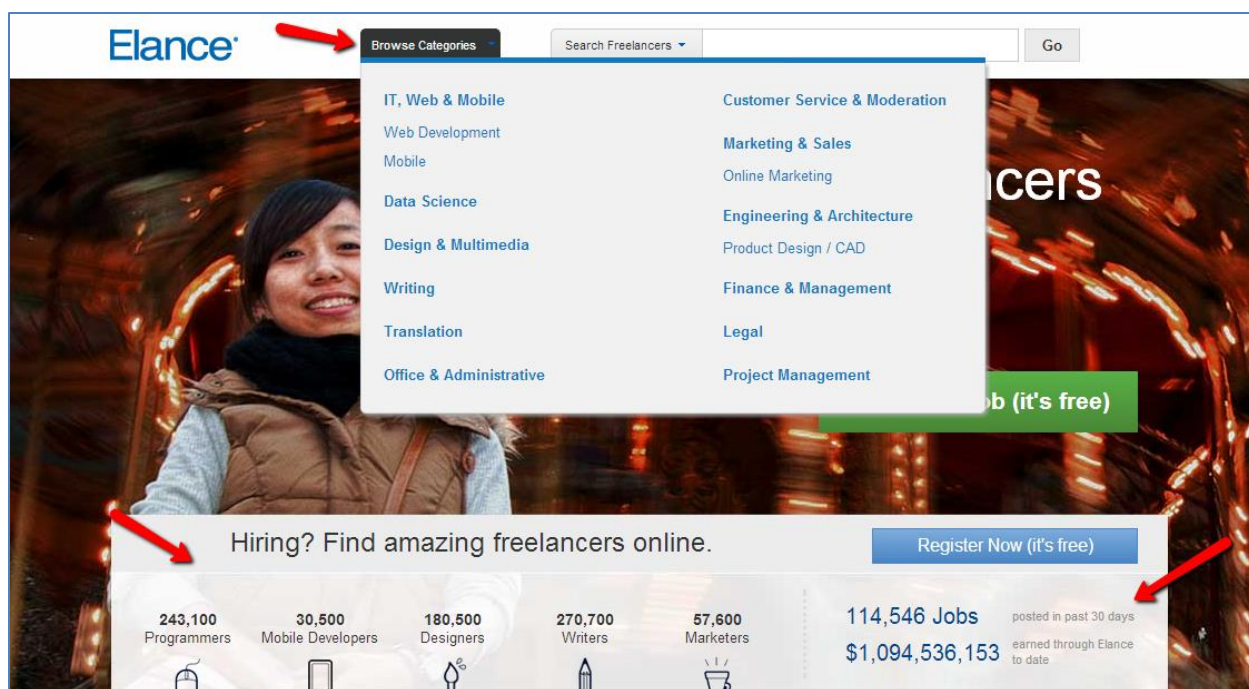 Elance
Browse Categories
Search Freelancers
Go
IT, Web & Mobile
Web Development
Mobile
Data Science
Design & Multimedia
Writing
Translation
Office & Administrative
Customer Service & Moderation
Marketing & Sales
Online Marketing
Engineering & Architecture
Product Design / CAD
Finance & Management
Legal
Project Management
ncers
ob (it's free)
Hiring? Find amazing freelancers online.
Register Now (it's free)
243,100
Programmers
30,500
Mobile Developers
180,500
Designers
270,700
Writers
57,600
Marketers
114,546 Jobs
posted in past 30 days
$1,094,536,153
earned through Elance
to date